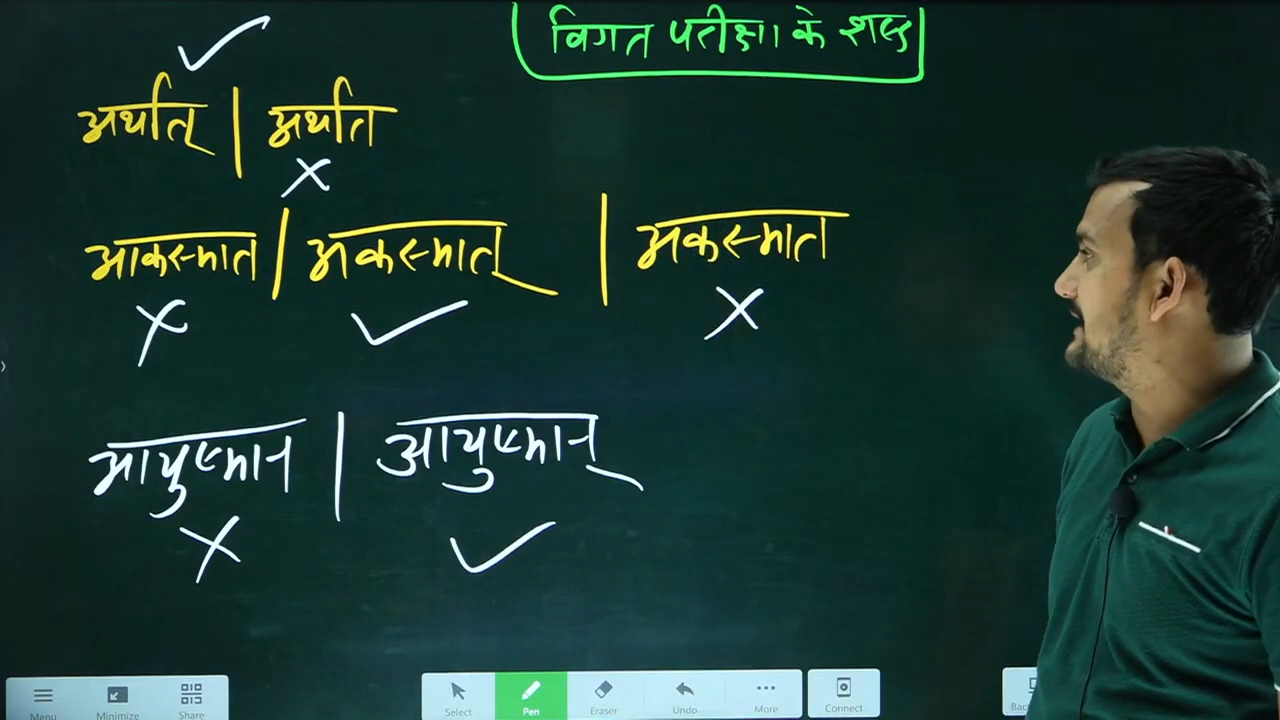 विगत परीक्षा के शब्द
अर्थात् | अर्थात
आकस्मात | अकस्मात् | अकस्मात
आयुष्मान | आयुष्मान्
Menu Minimize Share Select Pen Eraser Undo More Connect